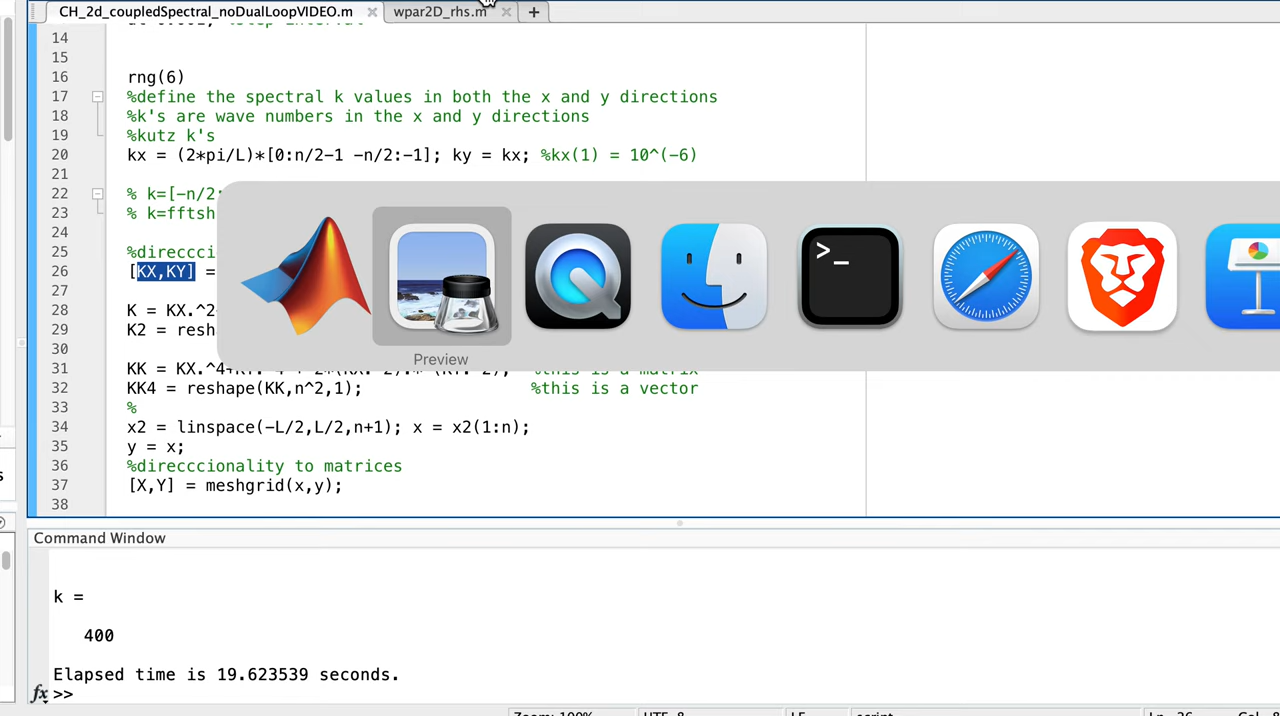 CH_2d_coupledSpectral_noDualLoopVIDEO.m × wpar2D_rhs.m × +
14
15
16 rng(6)
17 %define the spectral k values in both the x and y directions
18 %k's are wave numbers in the x and y directions
19 %kutz k's
20 kx = (2*pi/L)*[0:n/2-1 -n/2:-1]; ky = kx; %kx(1) = 10^(-6)
21
22 % k=[-n/2:
23 % k=fftsh
24
25 %direccci
26 [KX,KY] =
27
28 K = KX.^2
29 K2 = resh
30
Preview
31
32 KK4 = reshape(KK,n^2,1); %this is a vector
33 %
34 x2 = linspace(-L/2,L/2,n+1); x = x2(1:n);
35 y = x;
36 %direcccionality to matrices
37 [X,Y] = meshgrid(x,y);
38
Command Window
k =
400
Elapsed time is 19.623539 seconds.
fx >>